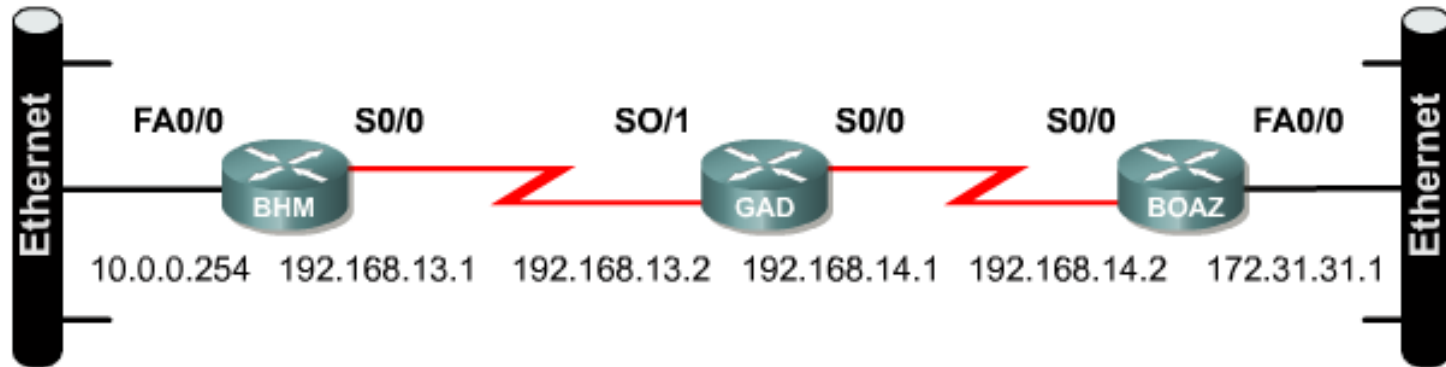 Ethernet
FA0/0 S0/0 SO/1 S0/0 S0/0 FA0/0
BHM GAD BOAZ
10.0.0.254 192.168.13.1 192.168.13.2 192.168.14.1 192.168.14.2 172.31.31.1
Ethernet